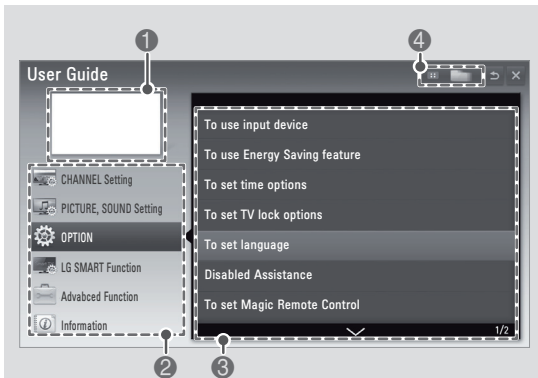 1
4
User Guide
To use input device
To use Energy Saving feature
To set time options
To set TV lock options
To set language
Disabled Assistance
To set Magic Remote Control
1/2
CHANNEL Setting
PICTURE, SOUND Setting
OPTION
LG SMART Function
Advabced Function
Information
2
3